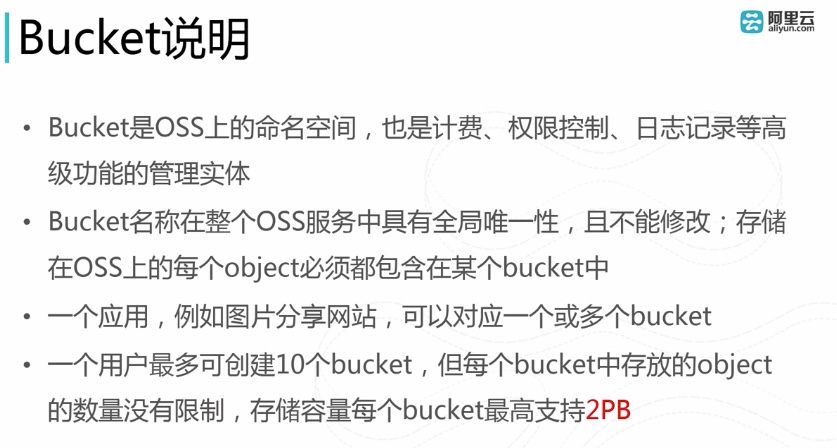 Bucket说明
阿里云
aliyun.com
• Bucket是OSS上的命名空间，也是计费、权限控制、日志记录等高
级功能的管理实体
• Bucket名称在整个OSS服务中具有全局唯一性，且不能修改；存储
在OSS上的每个object必须都包含在某个bucket中
• 一个应用，例如图片分享网站，可以对应一个或多个bucket
• 一个用户最多可创建10个bucket，但每个bucket中存放的object
的数量没有限制，存储容量每个bucket最高支持2PB